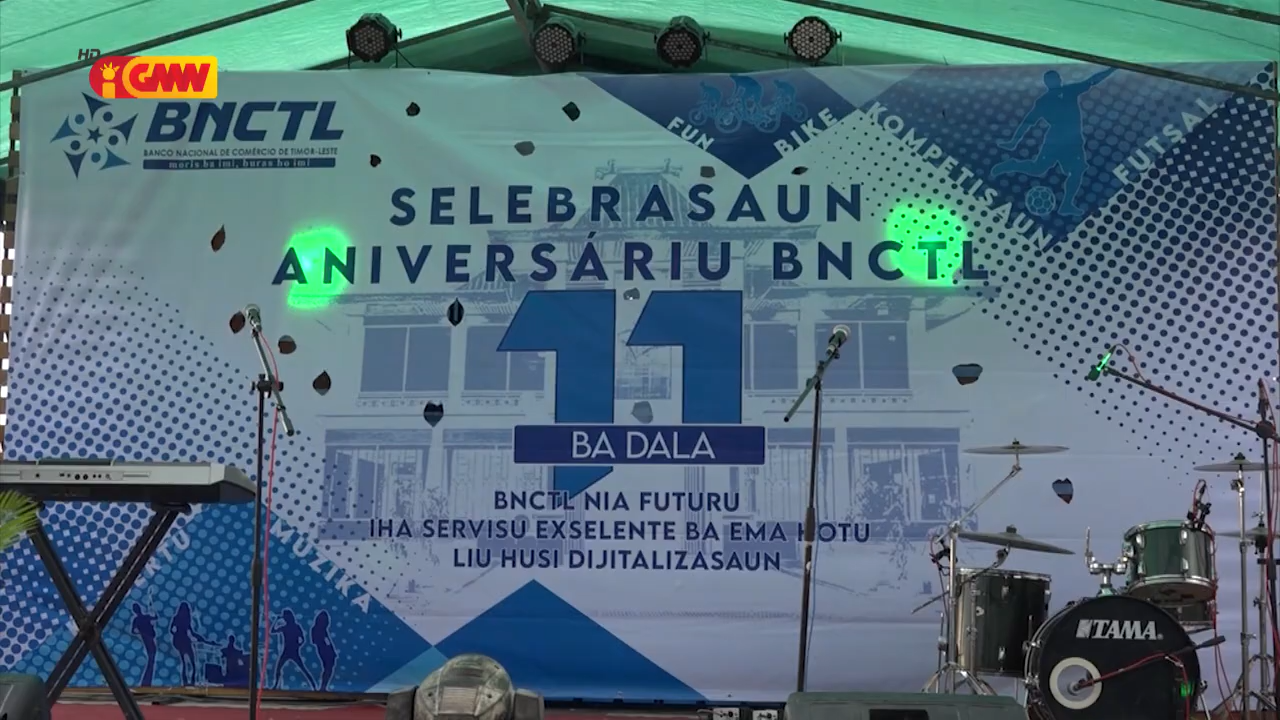 HD
GMN
BNCTL
BANCO NACIONAL DE COMÉRCIO DE TIMOR-LESTE
moris ba imi, buras ho imi
FUN BIKE
KOMPETISAUN FUTSAL
SELEBRASAUN
ANIVERSÁRIU BNCTL
11
BA DALA
BNCTL NIA FUTURU
IHA SERVISU EXSELENTE BA EMA HOTU
LIU HUSI DIJITALIZASAUN
MUZIKA
TAMA